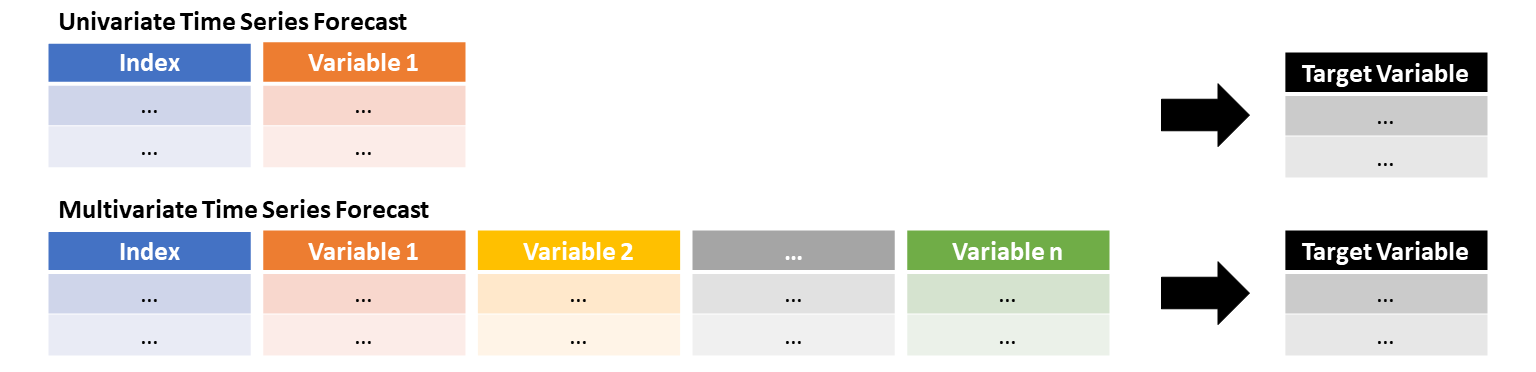 Univariate Time Series Forecast
Index Variable 1 Target Variable
... ... ...
... ... ...
Multivariate Time Series Forecast
Index Variable 1 Variable 2 ... Variable n Target Variable
... ... ... ... ... ...
... ... ... ... ... ...